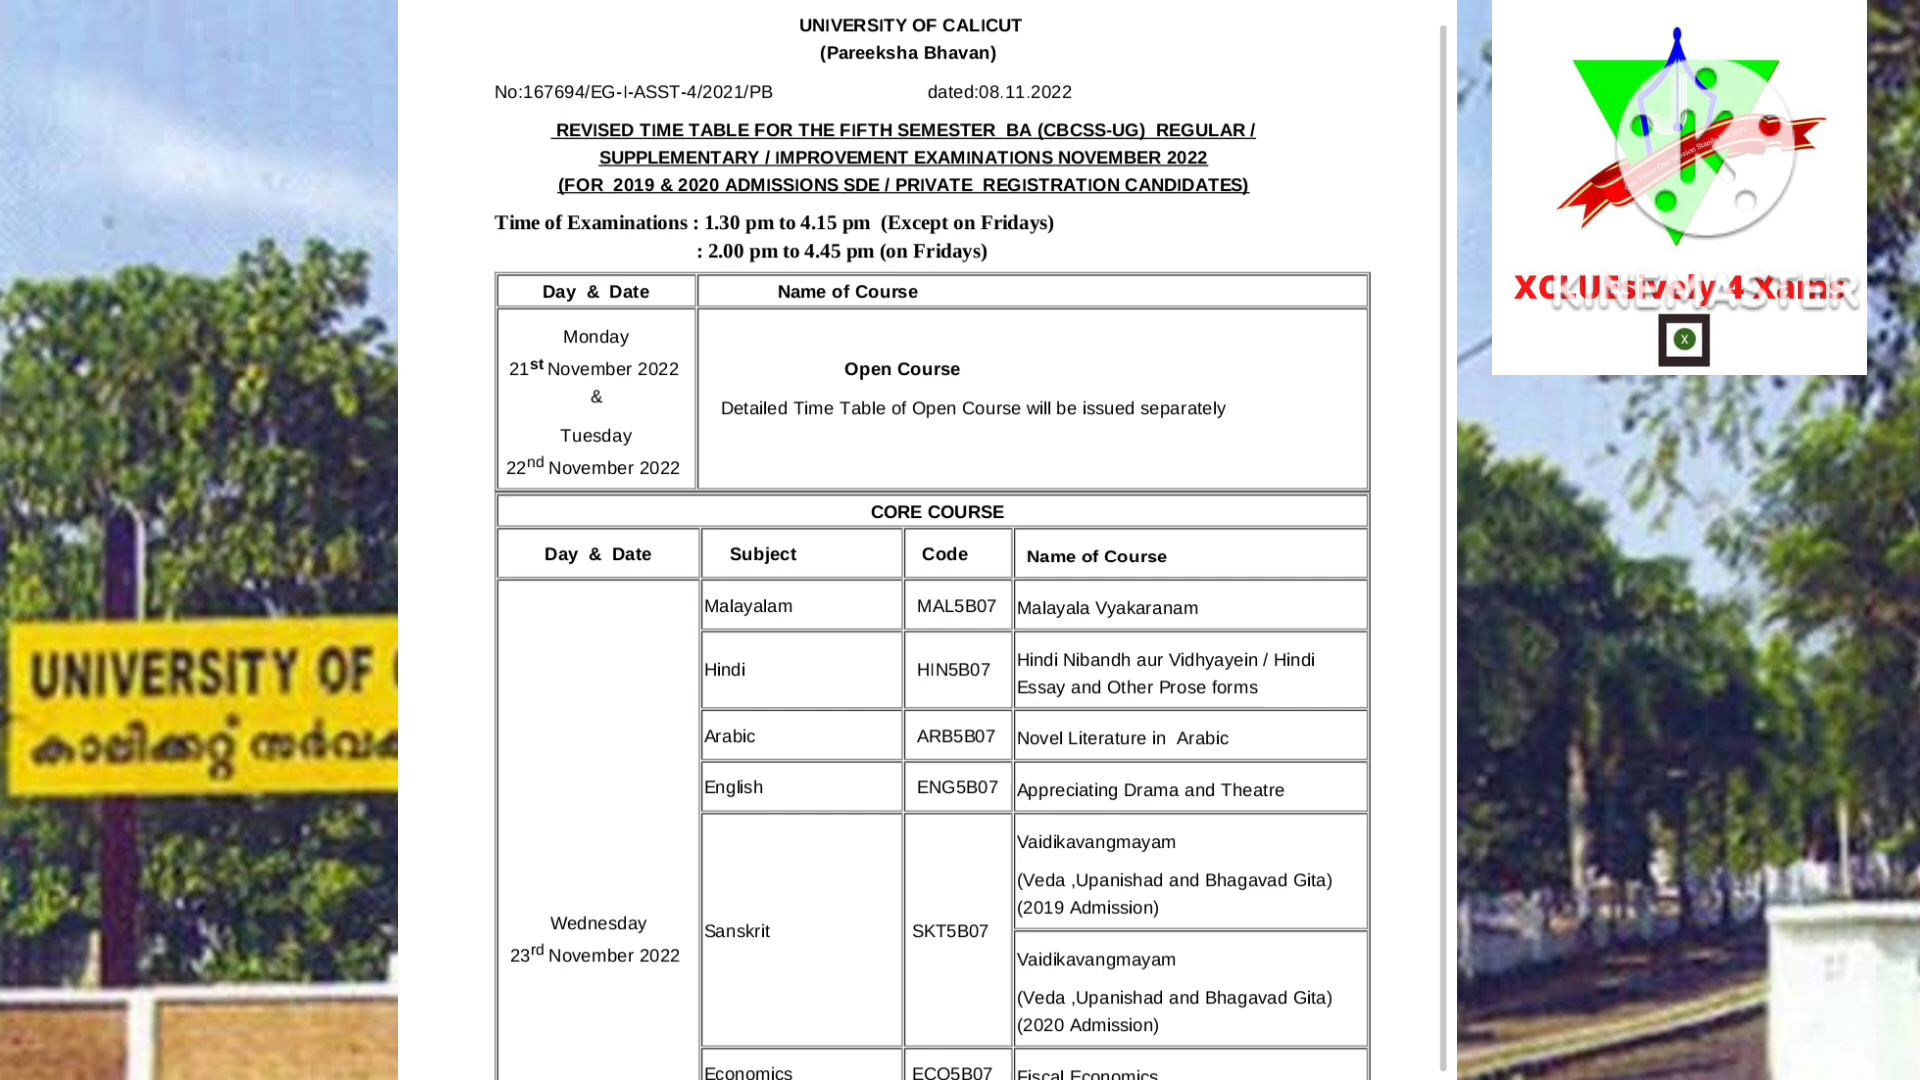 UNIVERSITY OF CALICUT
(Pareeksha Bhavan)
No:167694/EG-I-ASST-4/2021/PB dated:08.11.2022
REVISED TIME TABLE FOR THE FIFTH SEMESTER BA (CBCSS-UG) REGULAR /
SUPPLEMENTARY / IMPROVEMENT EXAMINATIONS NOVEMBER 2022
(FOR 2019 & 2020 ADMISSIONS SDE / PRIVATE REGISTRATION CANDIDATES)
Time of Examinations : 1.30 pm to 4.15 pm (Except on Fridays)
: 2.00 pm to 4.45 pm (on Fridays)
Day & Date Name of Course
Monday
21st November 2022
&
Tuesday
22nd November 2022
Open Course
Detailed Time Table of Open Course will be issued separately
CORE COURSE
Day & Date Subject Code Name of Course
Wednesday
23rd November 2022
Malayalam MAL5B07 Malayala Vyakaranam
Hindi HIN5B07 Hindi Nibandh aur Vidhyayein / Hindi
Essay and Other Prose forms
Arabic ARB5B07 Novel Literature in Arabic
English ENG5B07 Appreciating Drama and Theatre
Sanskrit SKT5B07
Vaidikavangmayam
(Veda ,Upanishad and Bhagavad Gita)
(2019 Admission)
Vaidikavangmayam
(Veda ,Upanishad and Bhagavad Gita)
(2020 Admission)
Economics ECO5B07 Fiscal Economics
UNIVERSITY OF
കാലിക്കറ്റ് സർവക
XCLUEsively 4 Xams
KINEMASTER
X